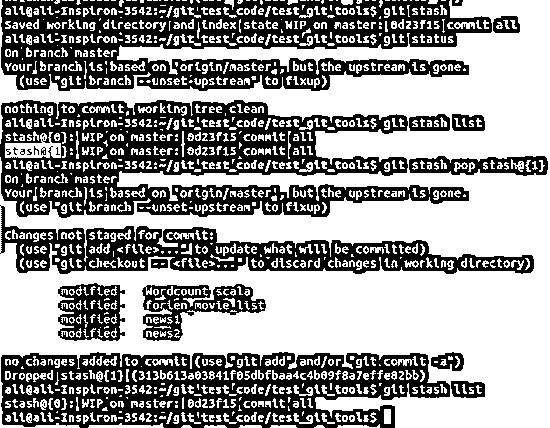 ali@ali-Inspiron-3542:~/git_test_code/test_git_tools$ git stash
Saved working directory and index state WIP on master: 0d23f15 commit all
ali@ali-Inspiron-3542:~/git_test_code/test_git_tools$ git status
On branch master
Your branch is based on 'origin/master', but the upstream is gone.
  (use "git branch --unset-upstream" to fixup)

nothing to commit, working tree clean
ali@ali-Inspiron-3542:~/git_test_code/test_git_tools$ git stash list
stash@{0}: WIP on master: 0d23f15 commit all
stash@{1}: WIP on master: 0d23f15 commit all
ali@ali-Inspiron-3542:~/git_test_code/test_git_tools$ git stash pop stash@{1}
On branch master
Your branch is based on 'origin/master', but the upstream is gone.
  (use "git branch --unset-upstream" to fixup)

Changes not staged for commit:
  (use "git add <file>..." to update what will be committed)
  (use "git checkout -- <file>..." to discard changes in working directory)

	modified:   Wordcount.scala
	modified:   forien_movie_list
	modified:   news1
	modified:   news2

no changes added to commit (use "git add" and/or "git commit -a")
Dropped stash@{1} (313b613a03841f05dbfbaa4c4b09f8a7effe82bb)
ali@ali-Inspiron-3542:~/git_test_code/test_git_tools$ git stash list
stash@{0}: WIP on master: 0d23f15 commit all
ali@ali-Inspiron-3542:~/git_test_code/test_git_tools$